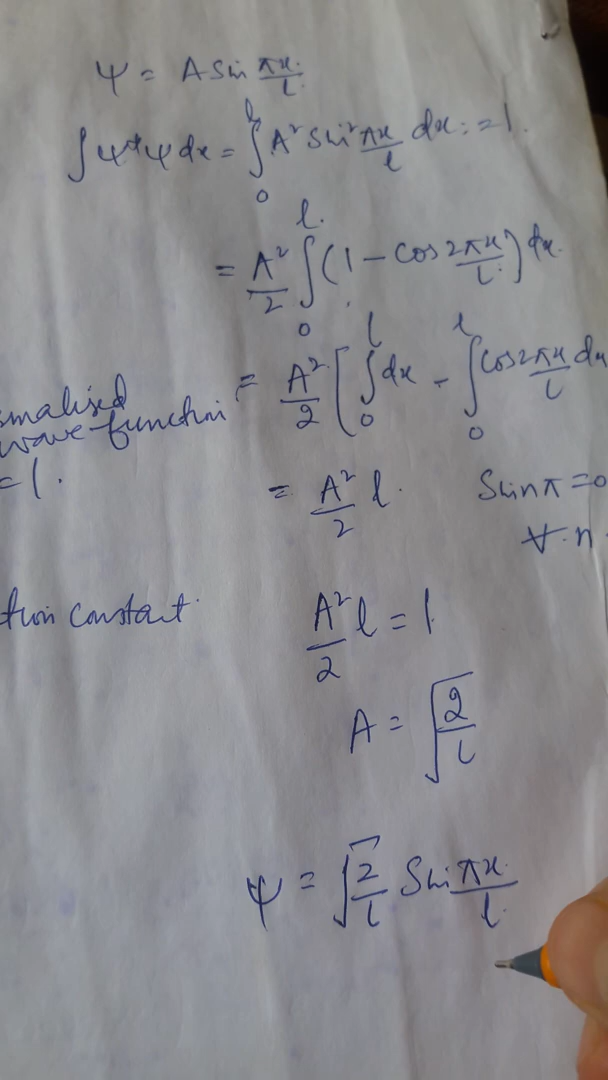 ψ = A Sin πx/l
∫ψ*ψ dx = ∫₀ˡ A² Sin² πx/l dx = 1.
= A²/2 ∫₀ˡ (1 - Cos 2πx/l) dx.
= A²/2 [∫₀ˡ dx - ∫₀ˡ Cos 2πx/l dx
malised
wave function
= 1.
= A²/2 l. Sin π = 0
∀ n.
tion constant.
A²/2 l = 1
A = √(2/l)
ψ = √(2/l) Sin πx/l.